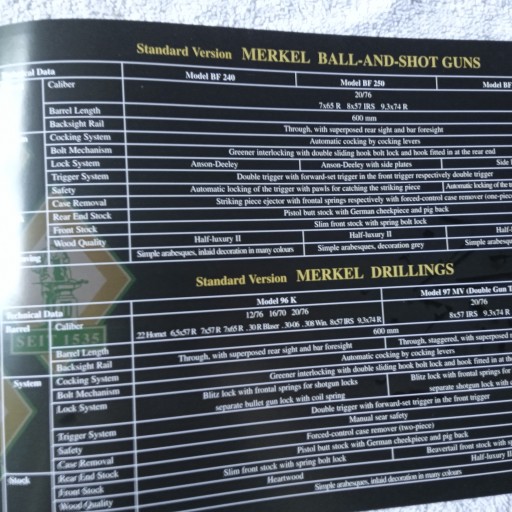 Standard Version MERKEL BALL-AND-SHOT GUNS
Data Model BF 240 Model BF 250 Model BF
Caliber 20/76
7x65 R 8x57 IRS 9,3x74 R
Barrel Length 600 mm
Backsight Rail Through, with superposed rear sight and bar foresight
Cocking System Automatic cocking by cocking levers
Bolt Mechanism Greener interlocking with double sliding hook bolt lock and hook fitted in at the rear end
Lock System Anson-Deeley Anson-Deeley with side plates Side
Trigger System Double trigger with forward-set trigger in the front trigger respectively double trigger
Safety Automatic locking of the trigger with pawls for catching the striking piece Automatic locking of the
Case Removal Striking piece ejector with frontal springs respectively with forced-control case remover (one-piece
Rear End Stock Pistol butt stock with German cheekpiece and pig back
Front Stock Slim front stock with spring bolt lock
Wood Quality Half-luxury II Half-luxury II Half-
Simple arabesques, inlaid decoration in many colours Simple arabesques, decoration grey Simple arabesques
Standard Version MERKEL DRILLINGS
Technical Data Model 96 K Model 97 MV (Double Gun
Barrel Caliber 12/76 16/70 20/76 20/76
.22 Hornet 6,5x57 R 7x57 R 7x65 R .30 R Blaser .30-06 .308 Win. 8x57 IRS 9,3x74 R 8x57 IRS 9,3x74 R
SEIT 1535
Barrel Length 600 mm
Backsight Rail Through, with superposed rear sight and bar foresight Through, staggered, with superposed
System Cocking System Automatic cocking by cocking levers
Bolt Mechanism Greener interlocking with double sliding hook bolt lock and hook fitted in at the
Lock System Blitz lock with frontal springs for shotgun locks Blitz lock with frontal springs for
separate bullet gun lock with coil spring separate shotgun lock with
Trigger System Double trigger with forward-set trigger in the front trigger
Safety Manual sear safety
Case Removal Forced-control case remover (two-piece)
Stock Rear End Stock Pistol butt stock with German cheekpiece and pig back
Front Stock Slim front stock with spring bolt lock Beavertail front stock with
Wood Quality Heartwood Half-luxury
Simple arabesques, inlaid decoration in many colours